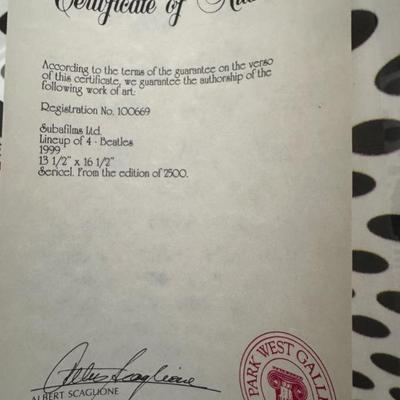 Certificate of
According to the terms of the guarantee on the verso
of this certificate, we guarantee the authorship of the
following work of art:
Registration No. 100669
Subafilms Ltd.
Lineup of 4 - Beatles
1999
13 1/2" x 16 1/2"
Sericel. From the edition of 2500.
ALBERT SCAGLIONE
PARK WEST GALL